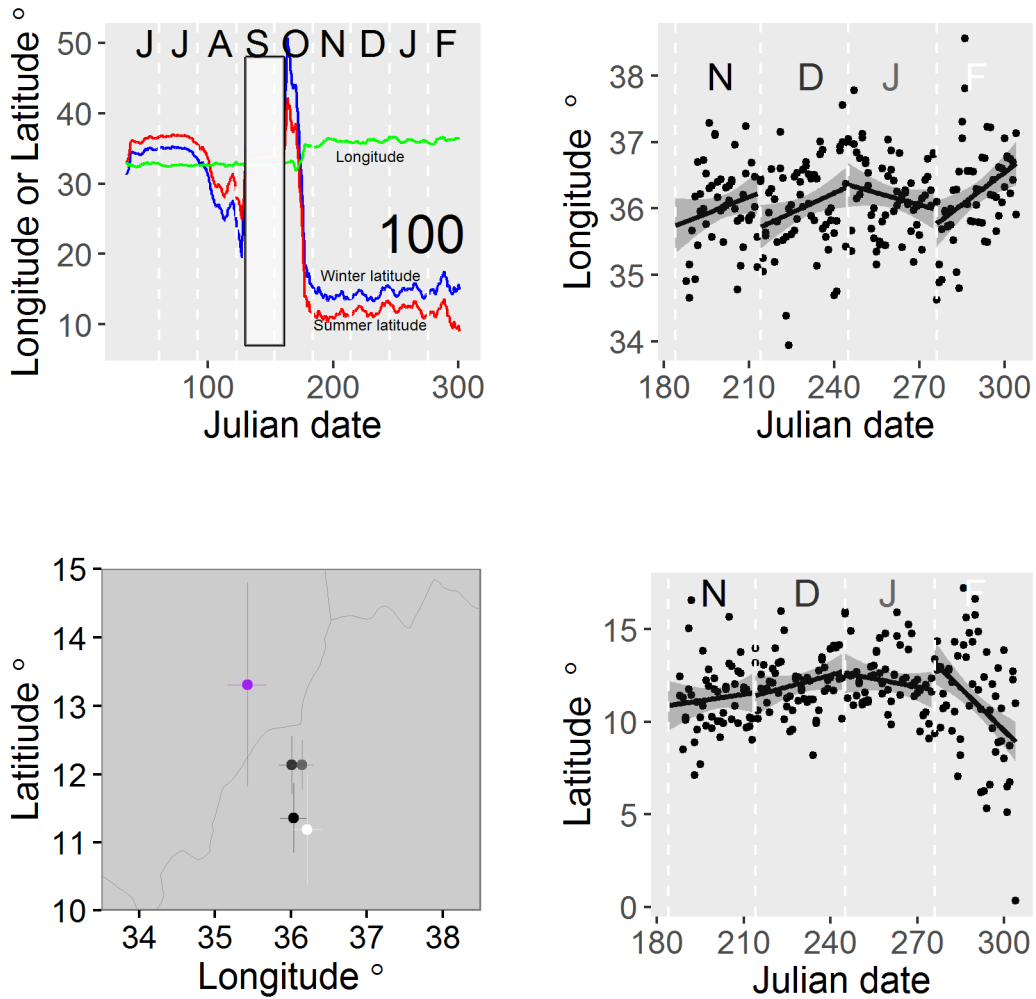 J J A S O N D J F
50
40
30
20
10
Longitude or Latitude °
Longitude
100
Winter latitude
Summer latitude
100 200 300
Julian date
N D J F
38
37
36
35
34
Longitude °
180 210 240 270 300
Julian date
15
14
13
12
11
10
Latitude °
34 35 36 37 38
Longitude °
N D J F
15
10
5
0
Latitude °
180 210 240 270 300
Julian date